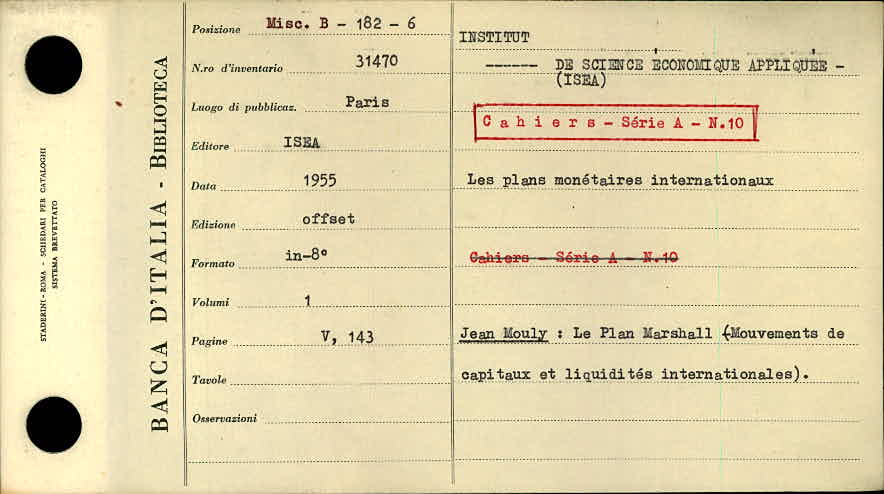 STADERINI - ROMA - SCHEDARI PER CATALOGHI
SISTEMA BREVETTATO
BANCA D'ITALIA - BIBLIOTECA
Posizione Misc. B - 182 - 6
N.ro d'inventario 31470
Luogo di pubblicaz. Paris
Editore ISEA
Data 1955
Edizione offset
Formato in-8°
Volumi 1
Pagine V, 143
Tavole
Osservazioni
INSTITUT
------ DE SCIENCE ÉCONOMIQUE APPLIQUÉE -
(ISEA)
Cahiers - Série A - N.10
Les plans monétaires internationaux
Cahiers - Série A - N.10
Jean Mouly : Le Plan Marshall (Mouvements de
capitaux et liquidités internationales).